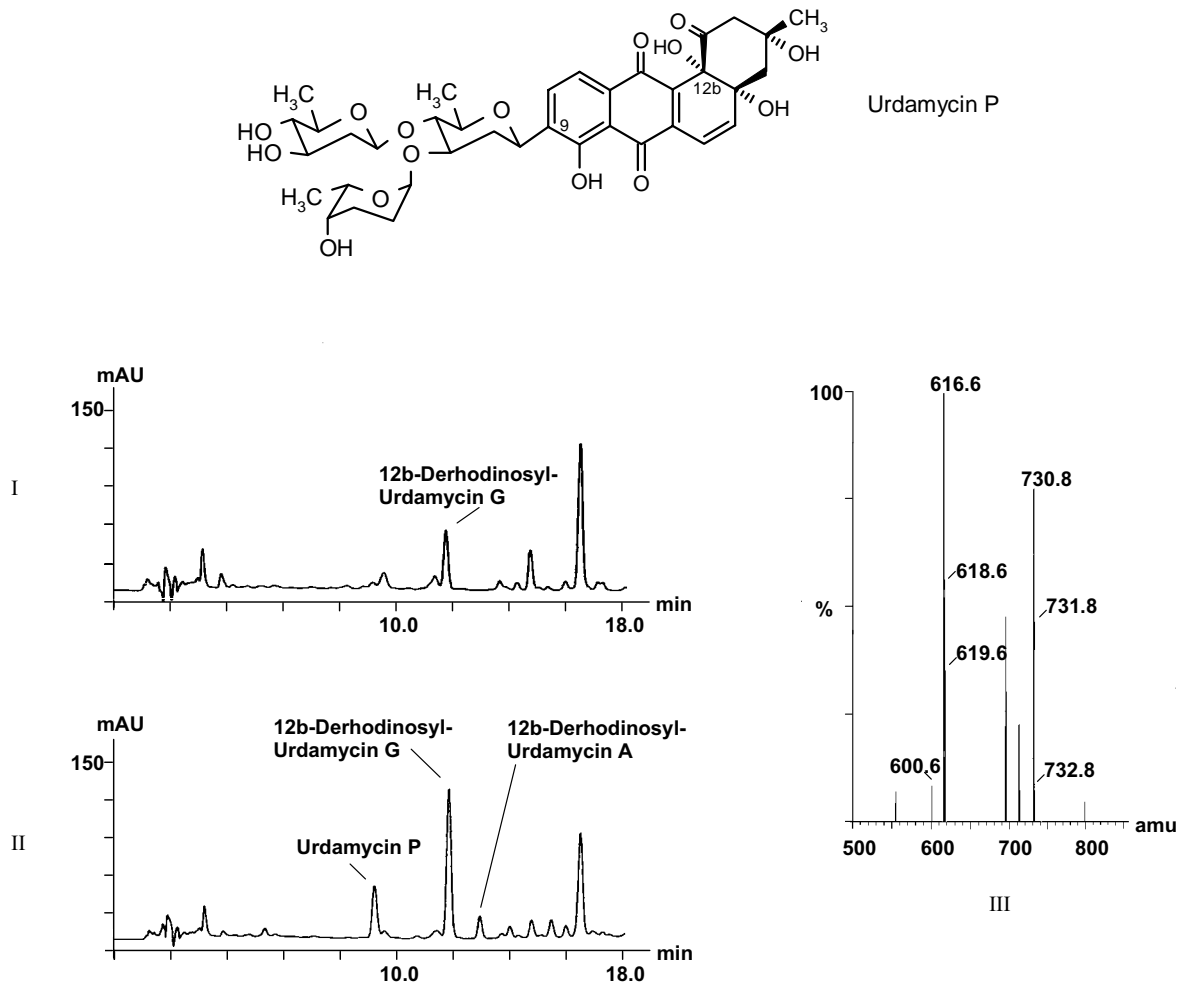 O
CH3
HO
OH
12b
OH
O
O
H3C
O
HO
HO
O
H3C
O
O
9
OH
O
H3C
O
OH
Urdamycin P
I
mAU
150
12b-Derhodinosyl-
Urdamycin G
min
10.0
18.0
II
mAU
150
12b-Derhodinosyl-
Urdamycin G
12b-Derhodinosyl-
Urdamycin A
Urdamycin P
min
10.0
18.0
100
%
616.6
730.8
618.6
731.8
619.6
600.6
732.8
amu
500
600
700
800
III